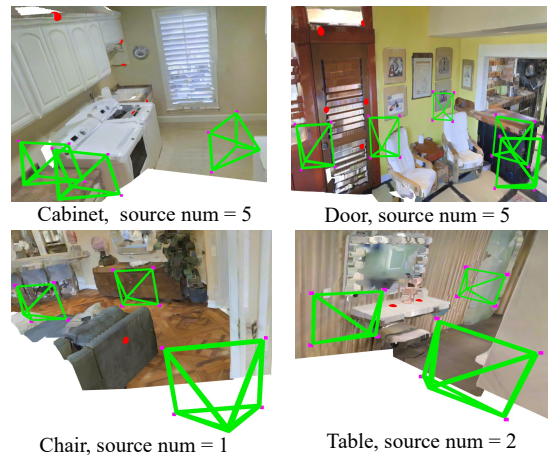 Cabinet, source num = 5
Door, source num = 5
Chair, source num = 1
Table, source num = 2